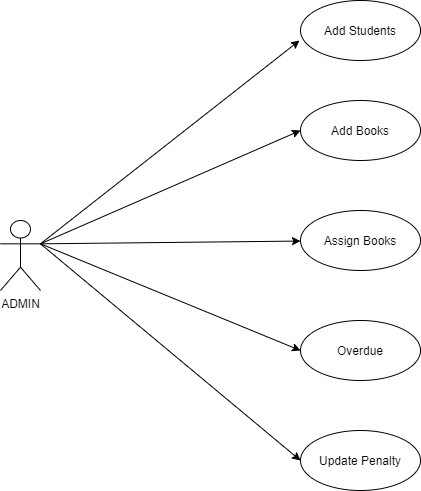 Add Students
Add Books
Assign Books
ADMIN
Overdue
Update Penalty